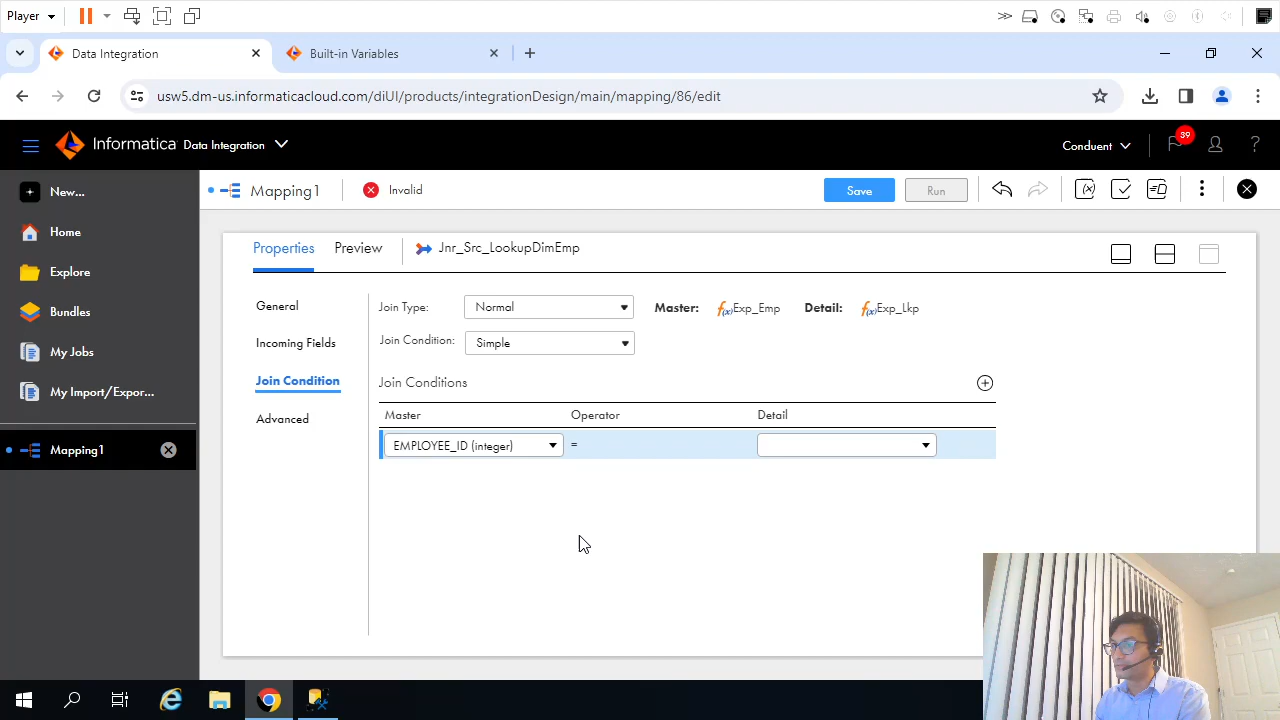 Player
Data Integration
Built-in Variables
usw5.dm-us.informaticacloud.com/diUI/products/integrationDesign/main/mapping/86/edit
Informatica Data Integration
Conduent
39
New...
Home
Explore
Bundles
My Jobs
My Import/Expor...
Mapping1
Mapping1
Invalid
Save
Run
Properties
Preview
Jnr_Src_LookupDimEmp
General
Incoming Fields
Join Condition
Advanced
Join Type:
Normal
Master:
f(x)Exp_Emp
Detail:
f(x)Exp_Lkp
Join Condition:
Simple
Join Conditions
Master
Operator
Detail
EMPLOYEE_ID (integer)
=